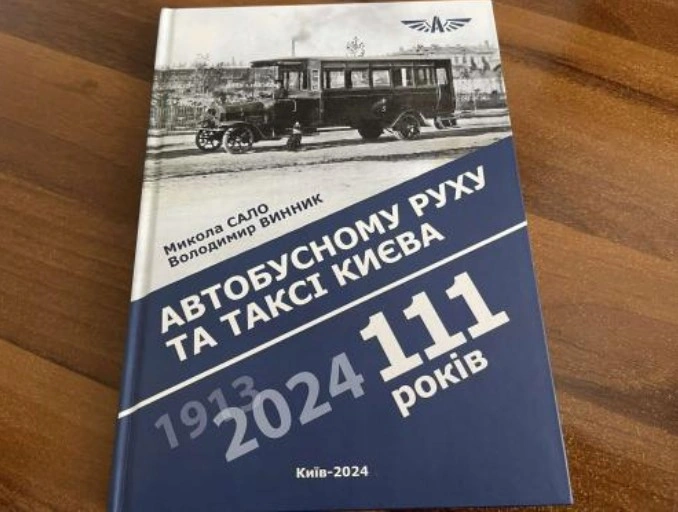 А
Микола САЛО
Володимир ВИННИК
АВТОБУСНОМУ РУХУ
ТА ТАКСІ КИЄВА
111
років
1913
2024
Київ-2024